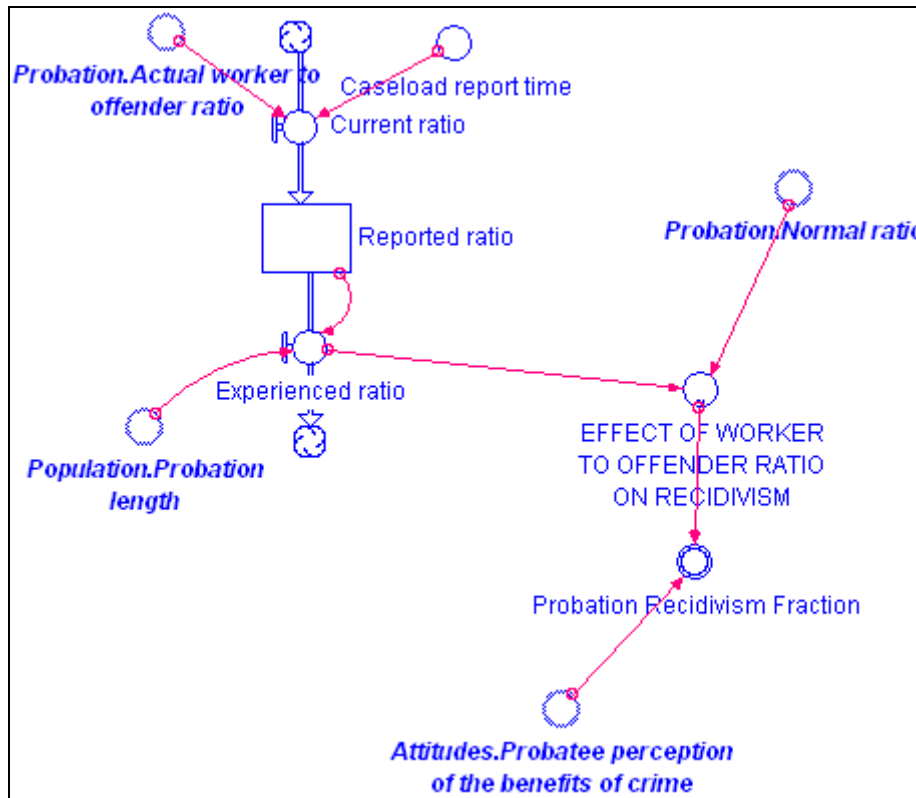 Probation.Actual worker to
offender ratio
Caseload report time
Current ratio
Reported ratio
Probation.Normal ratio
Experienced ratio
Population.Probation
length
EFFECT OF WORKER
TO OFFENDER RATIO
ON RECIDIVISM
Probation Recidivism Fraction
Attitudes.Probatee perception
of the benefits of crime